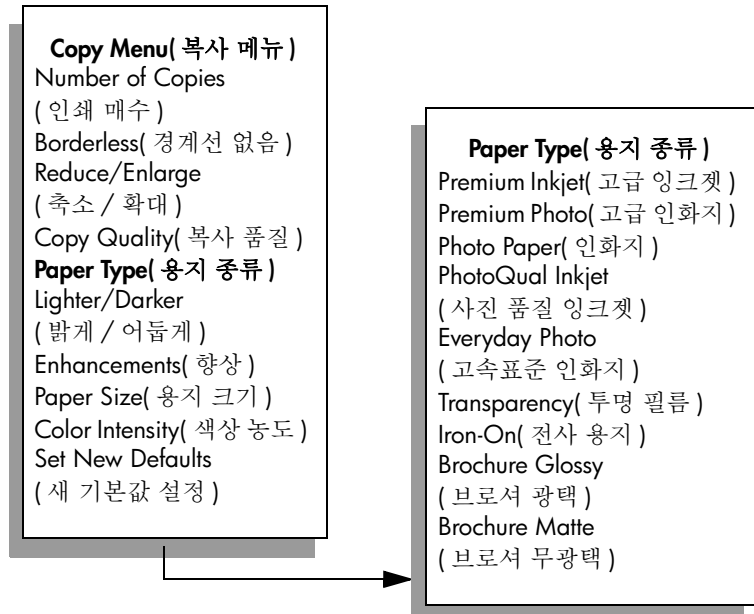 Copy Menu( 복사 메뉴 )
Number of Copies
( 인쇄 매수 )
Borderless( 경계선 없음 )
Reduce/Enlarge
( 축소 / 확대 )
Copy Quality( 복사 품질 )
Paper Type( 용지 종류 )
Lighter/Darker
( 밝게 / 어둡게 )
Enhancements( 향상 )
Paper Size( 용지 크기 )
Color Intensity( 색상 농도 )
Set New Defaults
( 새 기본값 설정 )
Paper Type( 용지 종류 )
Premium Inkjet( 고급 잉크젯 )
Premium Photo( 고급 인화지 )
Photo Paper( 인화지 )
PhotoQual Inkjet
( 사진 품질 잉크젯 )
Everyday Photo
( 고속표준 인화지 )
Transparency( 투명 필름 )
Iron-On( 전사 용지 )
Brochure Glossy
( 브로셔 광택 )
Brochure Matte
( 브로셔 무광택 )